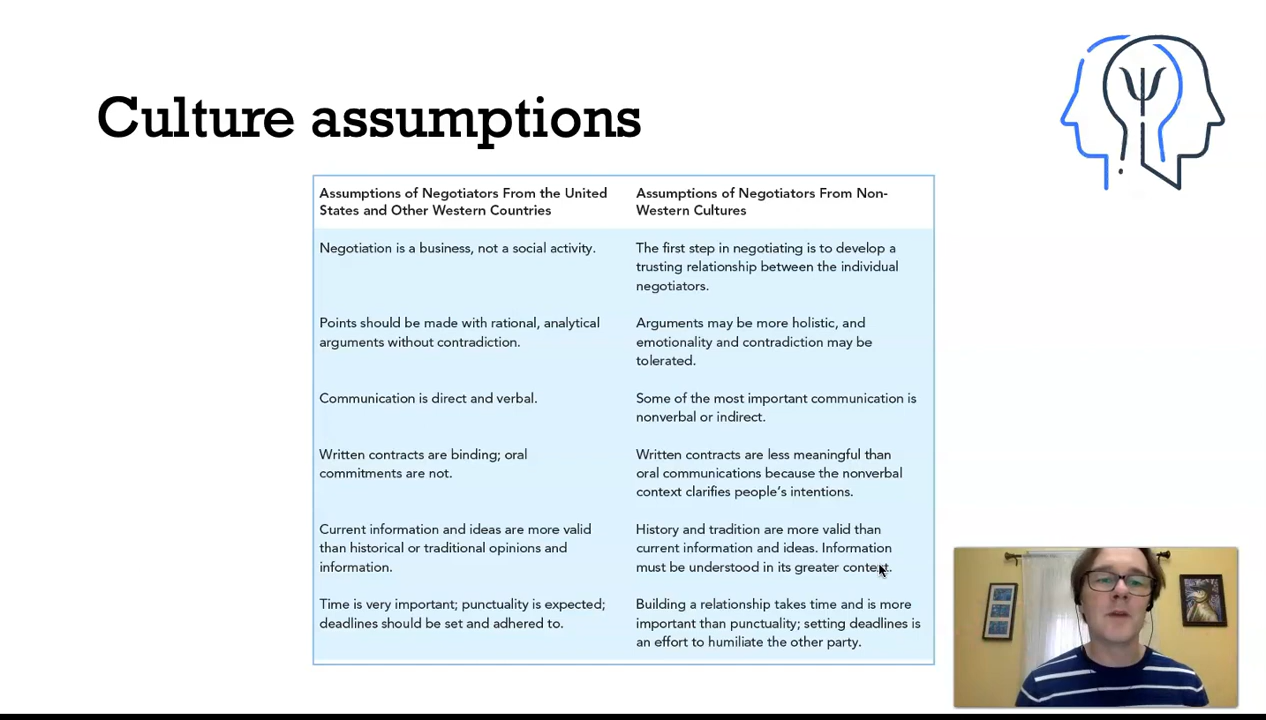 Culture assumptions
Assumptions of Negotiators From the United
States and Other Western Countries
Assumptions of Negotiators From Non-
Western Cultures
Negotiation is a business, not a social activity.
The first step in negotiating is to develop a
trusting relationship between the individual
negotiators.
Points should be made with rational, analytical
arguments without contradiction.
Arguments may be more holistic, and
emotionality and contradiction may be
tolerated.
Communication is direct and verbal.
Some of the most important communication is
nonverbal or indirect.
Written contracts are binding; oral
commitments are not.
Written contracts are less meaningful than
oral communications because the nonverbal
context clarifies people's intentions.
Current information and ideas are more valid
than historical or traditional opinions and
information.
History and tradition are more valid than
current information and ideas. Information
must be understood in its greater context.
Time is very important; punctuality is expected;
deadlines should be set and adhered to.
Building a relationship takes time and is more
important than punctuality; setting deadlines is
an effort to humiliate the other party.